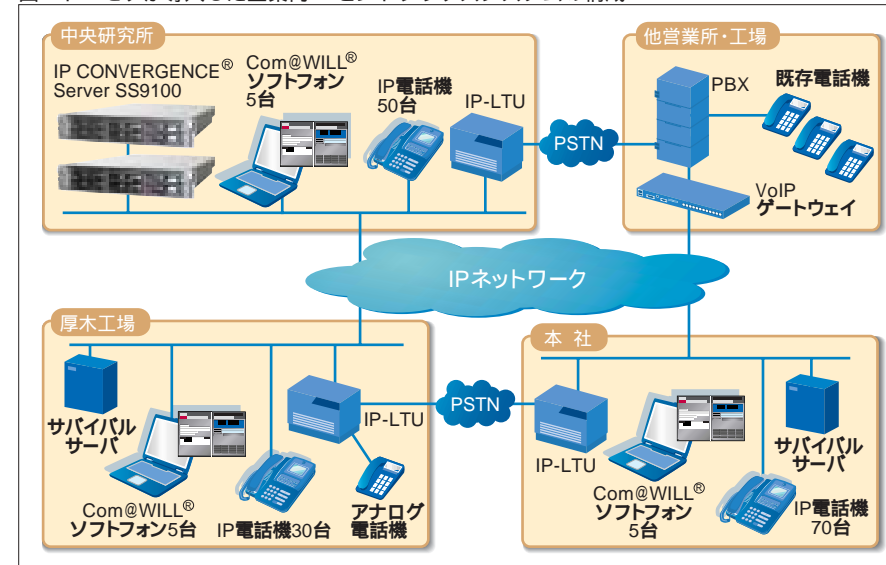 中央研究所
IP CONVERGENCE®
Server SS9100
Com@WILL®
ソフトフォン
5台
IP電話機
50台
IP-LTU
PSTN
他営業所・工場
PBX
既存電話機
VoIP
ゲートウェイ
IPネットワーク
厚木工場
サバイバル
サーバ
Com@WILL®
ソフトフォン5台
IP電話機30台
IP-LTU
アナログ
電話機
PSTN
本 社
IP-LTU
Com@WILL®
ソフトフォン
5台
サバイバル
サーバ
IP電話機
70台